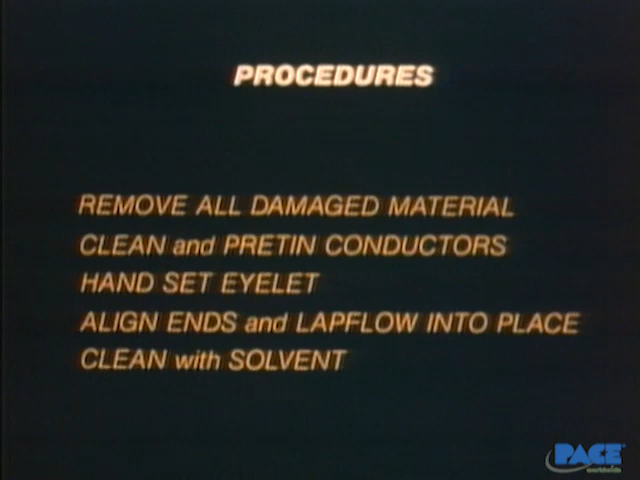 PROCEDURES
REMOVE ALL DAMAGED MATERIAL
CLEAN and PRETIN CONDUCTORS
HAND SET EYELET
ALIGN ENDS and LAPFLOW INTO PLACE
CLEAN with SOLVENT
PACE
worldwide